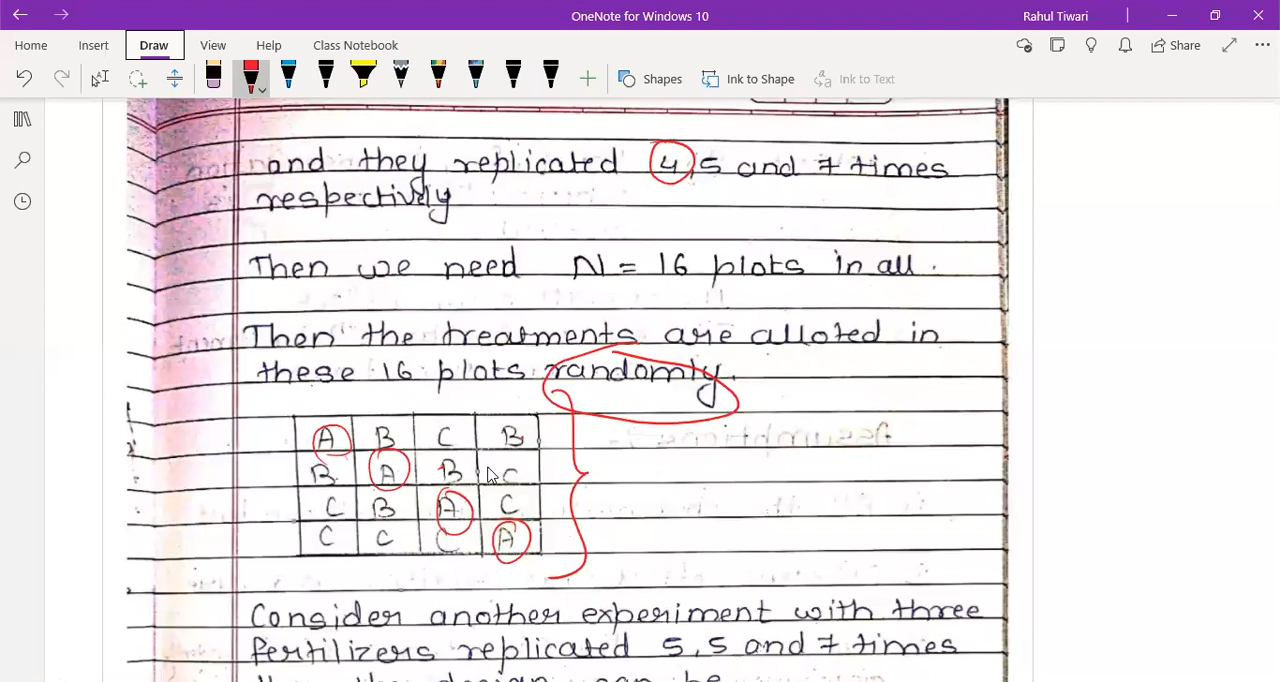 OneNote for Windows 10
Rahul Tiwari
Home Insert Draw View Help Class Notebook
Share
Shapes Ink to Shape Ink to Text
and they replicated 4,5 and 7 times
respectively
Then we need N = 16 plots in all.
Then the treatments are alloted in
these 16 plots randomly.
A B C B
B A B C
C B A C
C C C A
Consider another experiment with three
fertilizers replicated 5,5 and 7 times